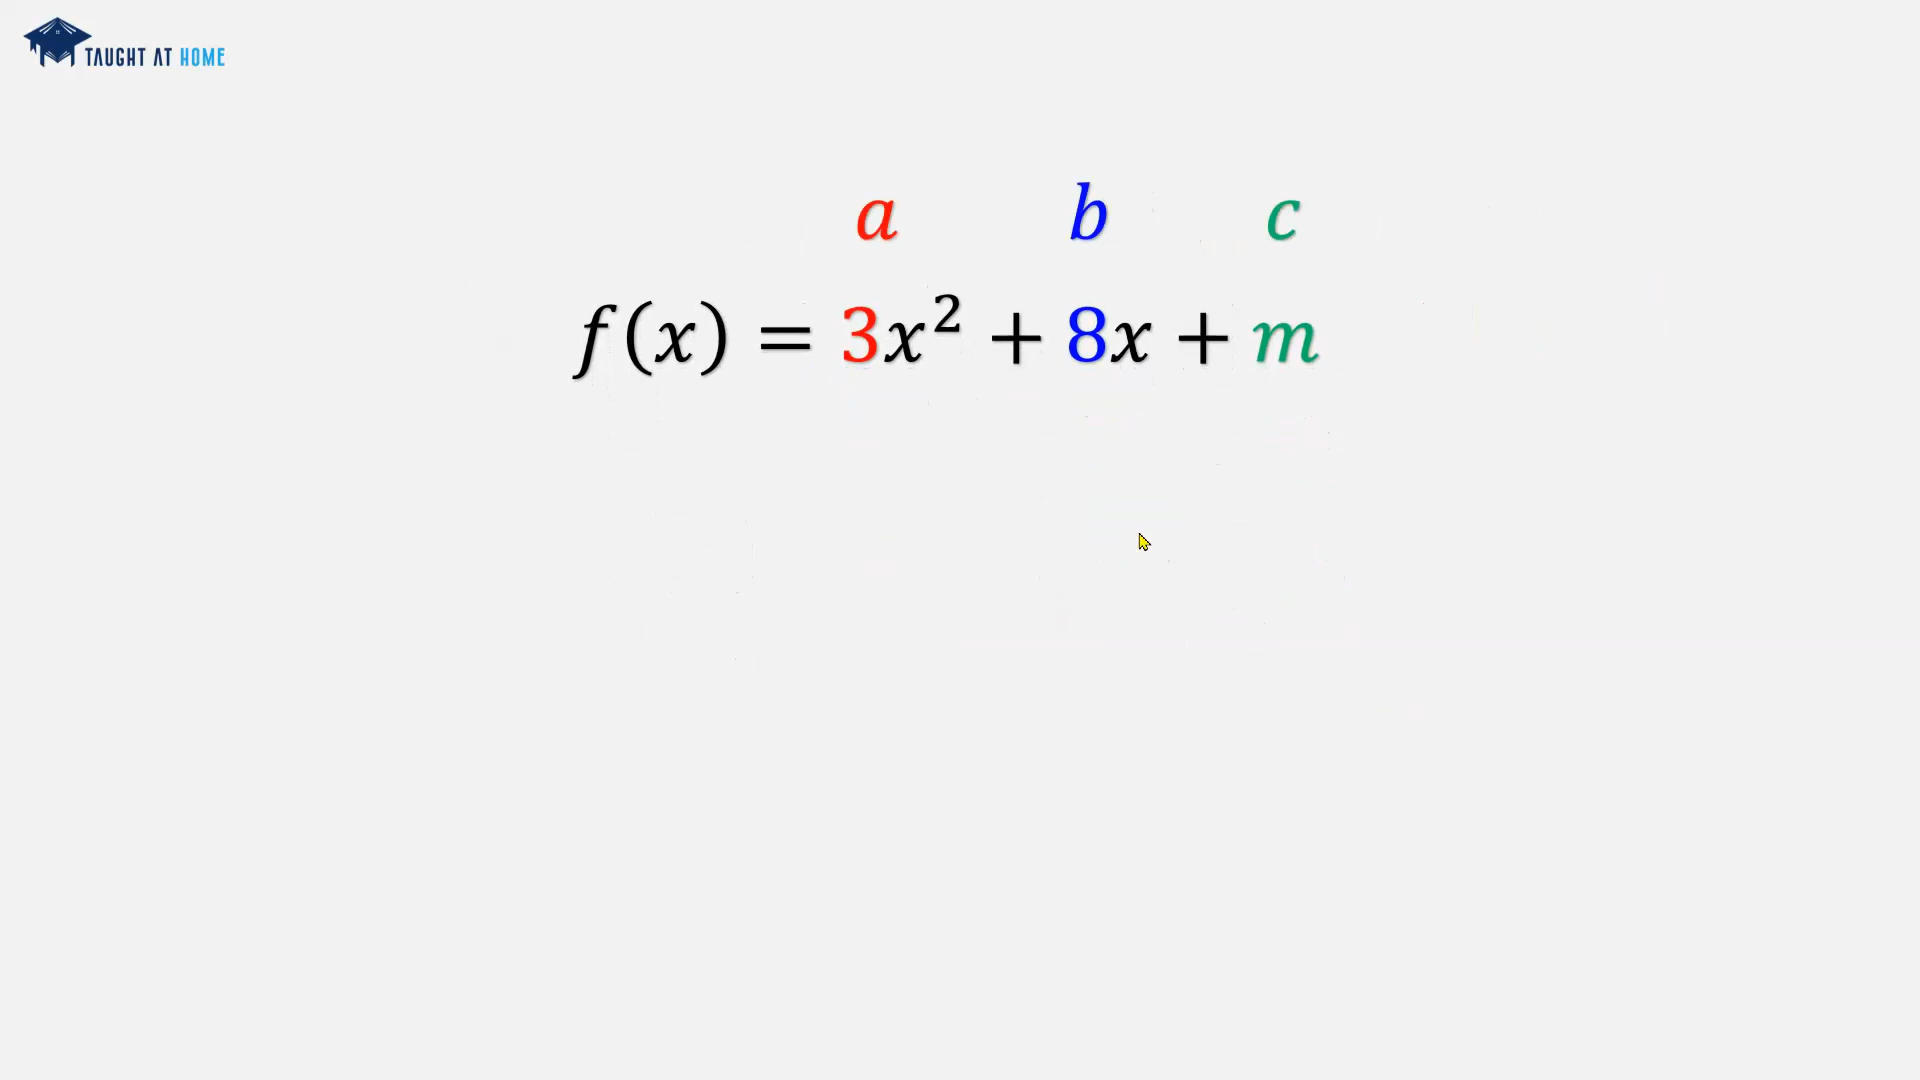 TAUGHT AT HOME
a b c
f(x) = 3x² + 8x + m